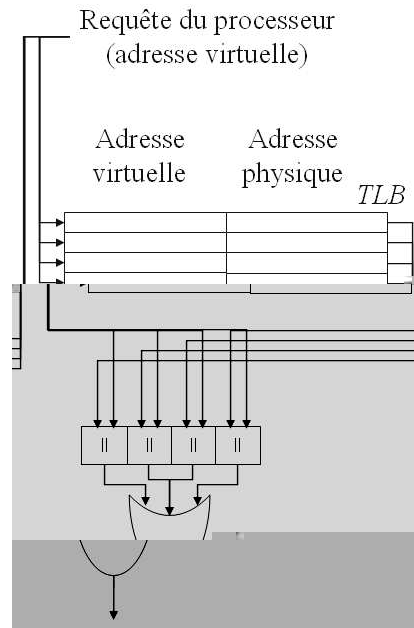 Requête du processeur
(adresse virtuelle)
Adresse
virtuelle
Adresse
physique
TLB
=
=
=
=